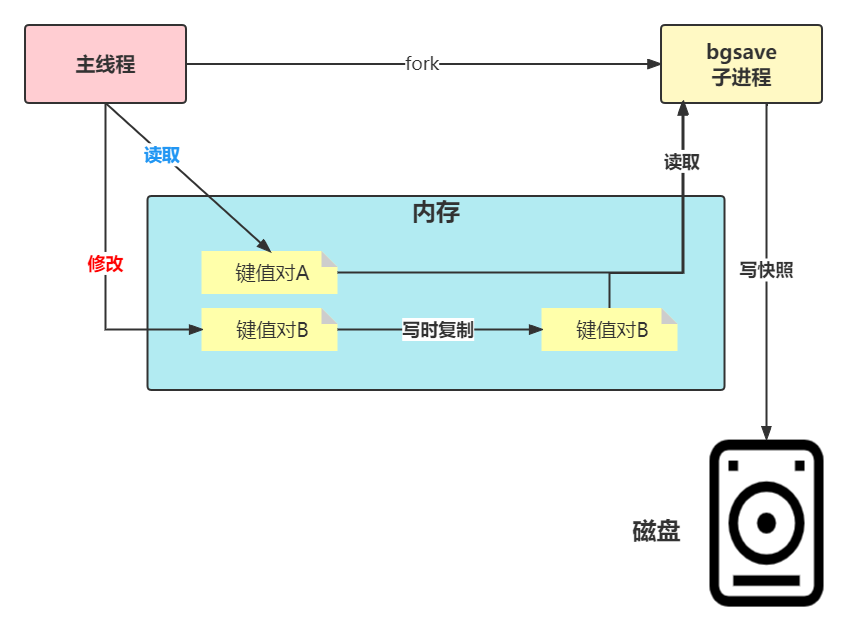 主线程
fork
bgsave
子进程
读取
读取
内存
修改
键值对A
写快照
键值对B
写时复制
键值对B
磁盘